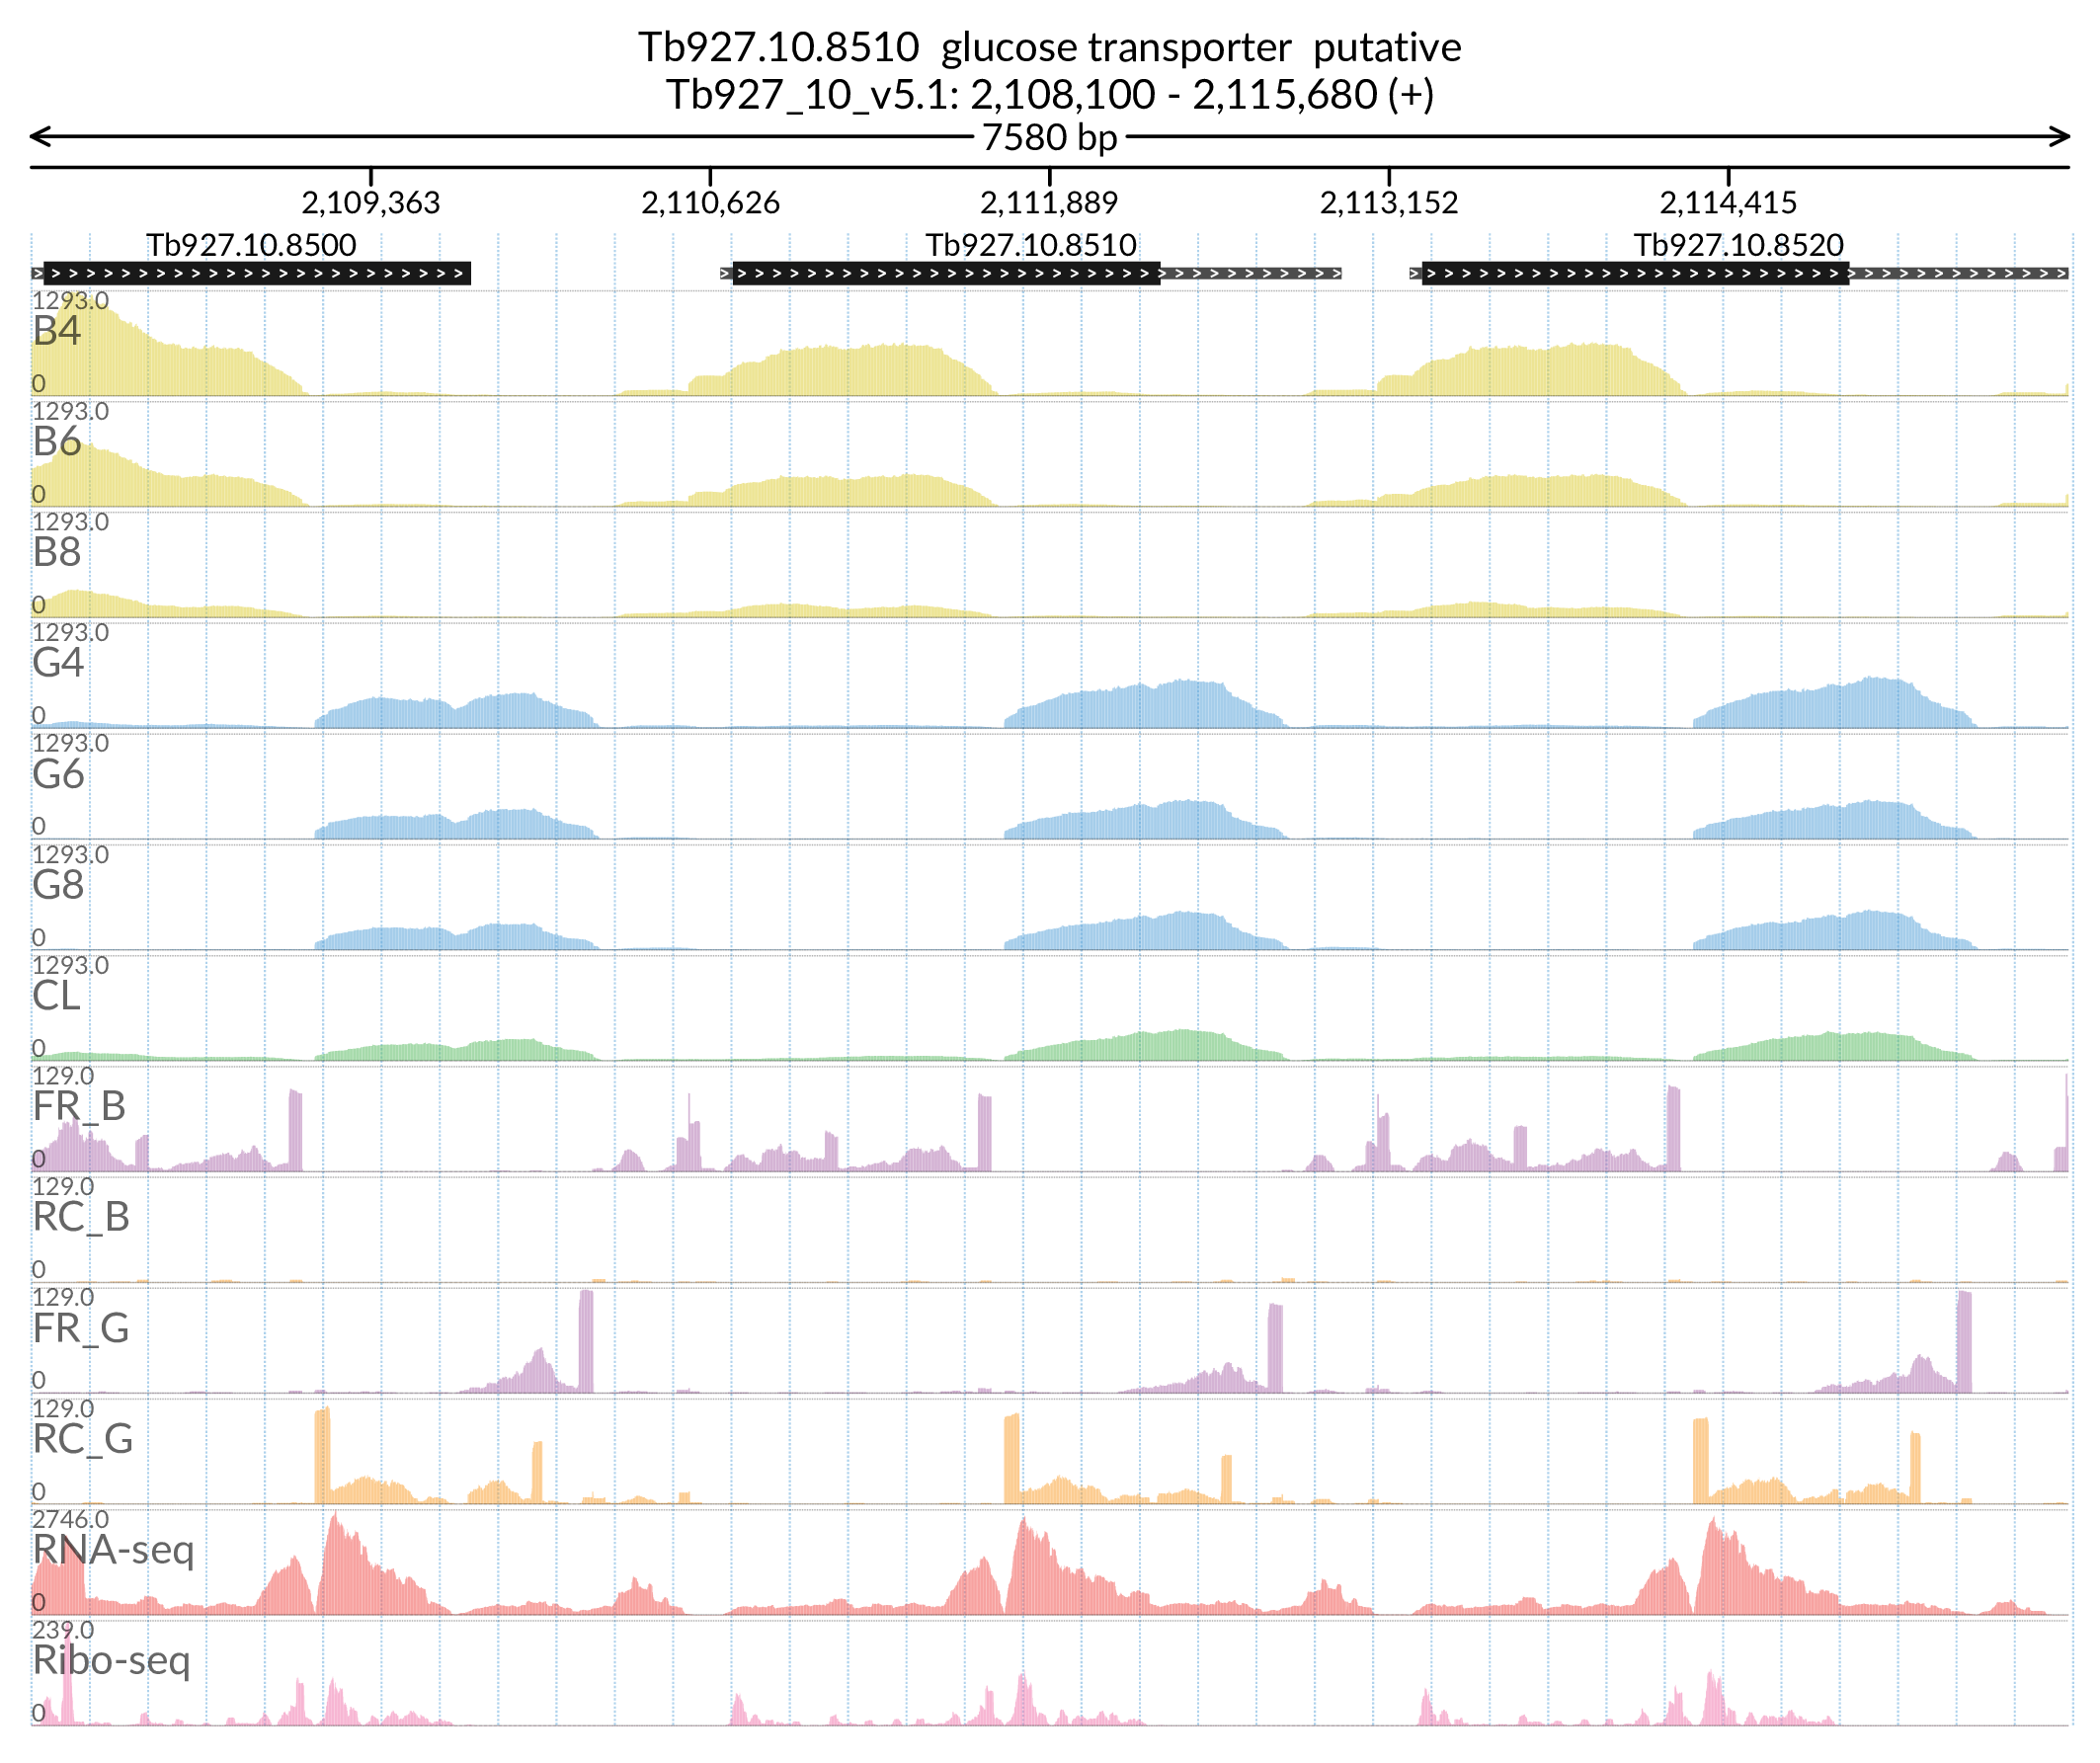 Tb927.10.8510 glucose transporter putative
Tb927_10_v5.1: 2,108,100 - 2,115,680 (+)
7580 bp
2,109,363 2,110,626 2,111,889 2,113,152 2,114,415
Tb927.10.8500 Tb927.10.8510 Tb927.10.8520
1293.0
B4
0
1293.0
B6
0
1293.0
B8
0
1293.0
G4
0
1293.0
G6
0
1293.0
G8
0
1293.0
CL
0
129.0
FR_B
0
129.0
RC_B
0
129.0
FR_G
0
129.0
RC_G
0
2746.0
RNA-seq
0
239.0
Ribo-seq
0